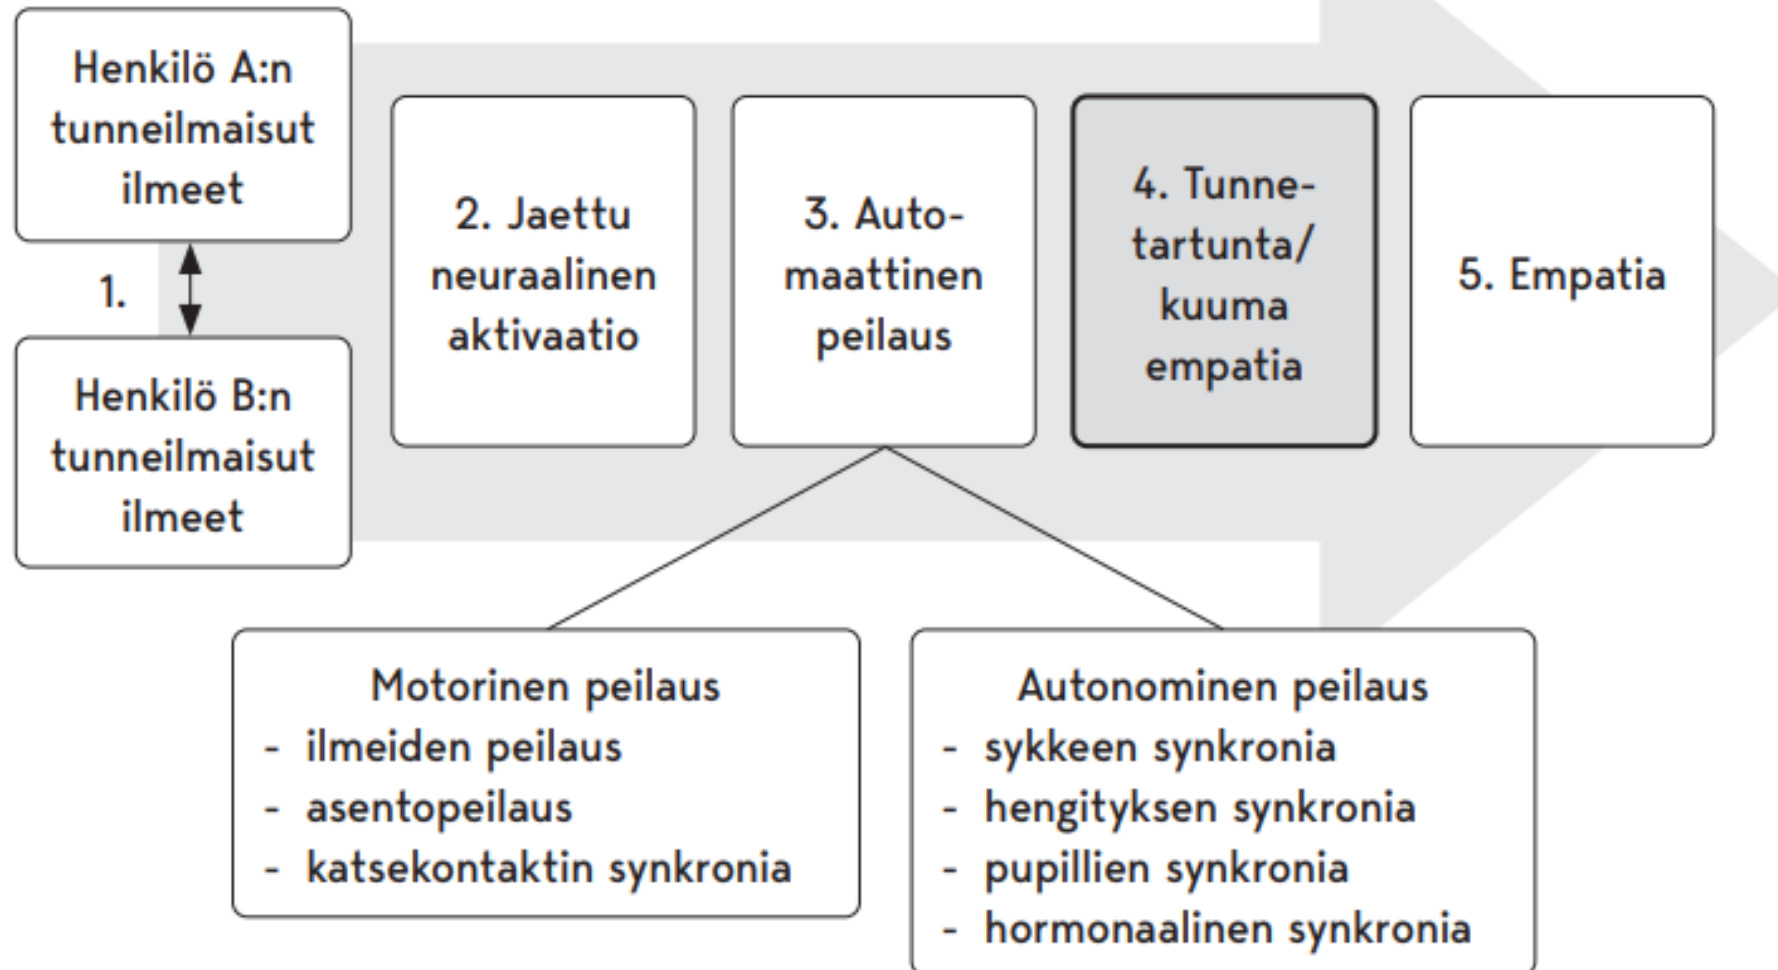 Henkilö A:n
tunneilmaisut
ilmeet
1.
Henkilö B:n
tunneilmaisut
ilmeet
2. Jaettu
neuraalinen
aktivaatio
3. Auto-
maattinen
peilaus
4. Tunne-
tartunta/
kuuma
empatia
5. Empatia
Motorinen peilaus
- ilmeiden peilaus
- asentopeilaus
- katsekontaktin synkronia
Autonominen peilaus
- sykkeen synkronia
- hengityksen synkronia
- pupillien synkronia
- hormonaalinen synkronia